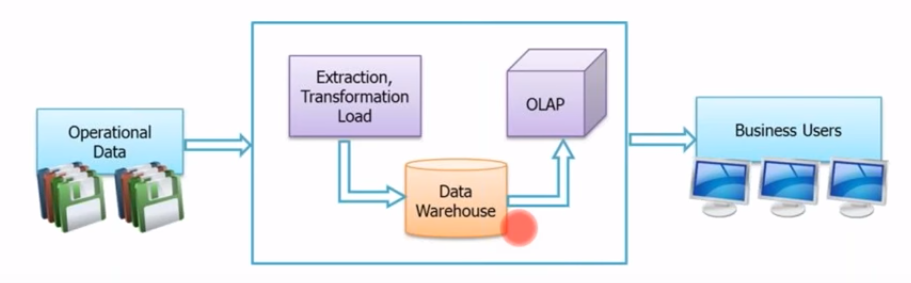 Operational
Data
Extraction,
Transformation
Load
Data
Warehouse
OLAP
Business Users